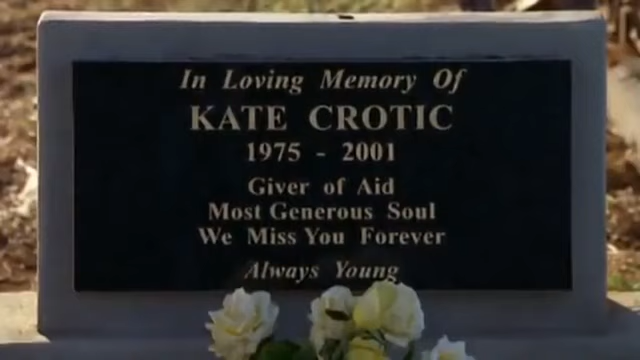 In Loving Memory Of
KATE CROTIC
1975 - 2001
Giver of Aid
Most Generous Soul
We Miss You Forever
Always Young